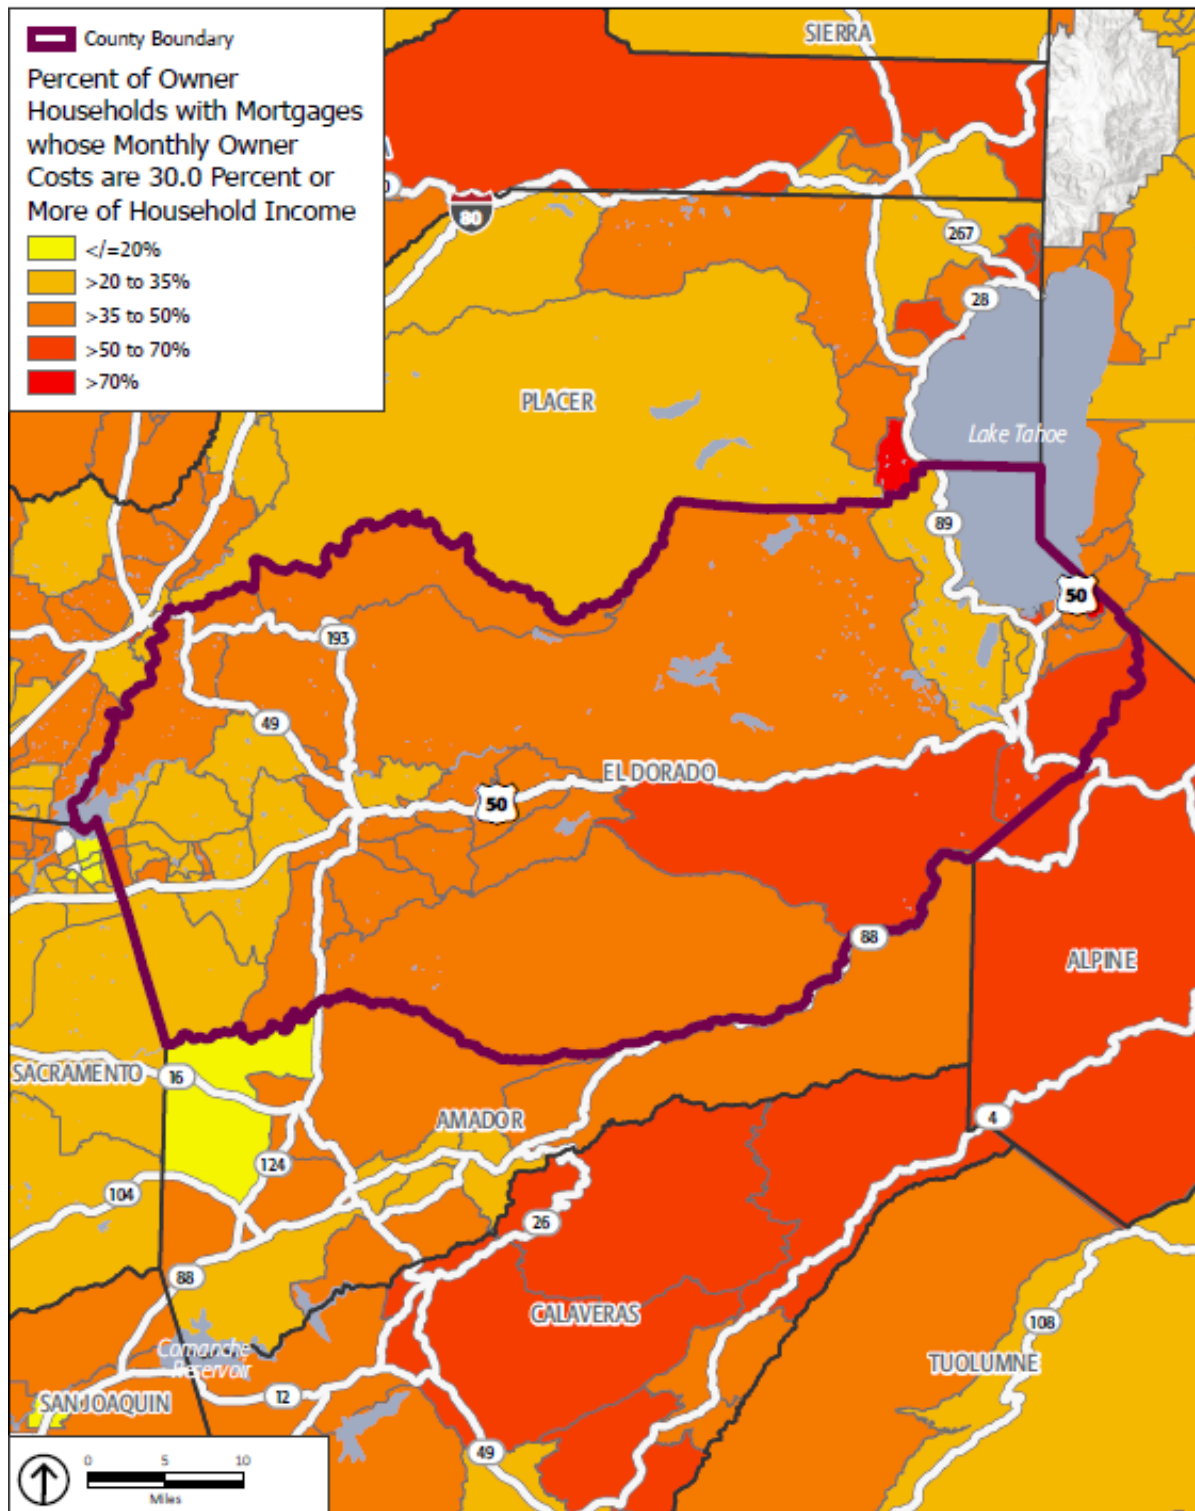 County Boundary
Percent of Owner
Households with Mortgages
whose Monthly Owner
Costs are 30.0 Percent or
More of Household Income
</=20%
>20 to 35%
>35 to 50%
>50 to 70%
>70%
SIERRA
A
0
80
267
28
PLACER
Lake Tahoe
89
50
193
49
EL DORADO
50
88
ALPINE
SACRAMENTO
16
AMADOR
4
124
104
26
88
CALAVERAS
108
Comanche
Reservoir
TUOLUMNE
SAN JOAQUIN
12
49
0 5 10
Miles